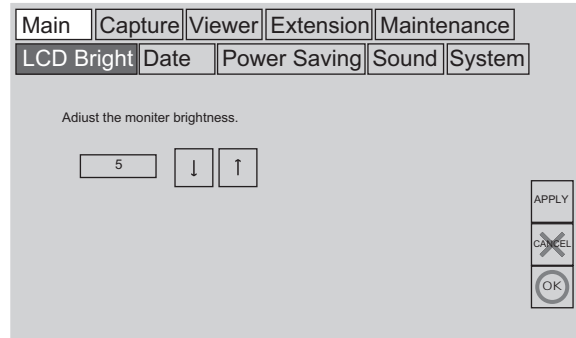 Main Capture Viewer Extension Maintenance
LCD Bright Date Power Saving Sound System
Adiust the moniter brightness.
5 ↓ ↑
APPLY
CANCEL
OK